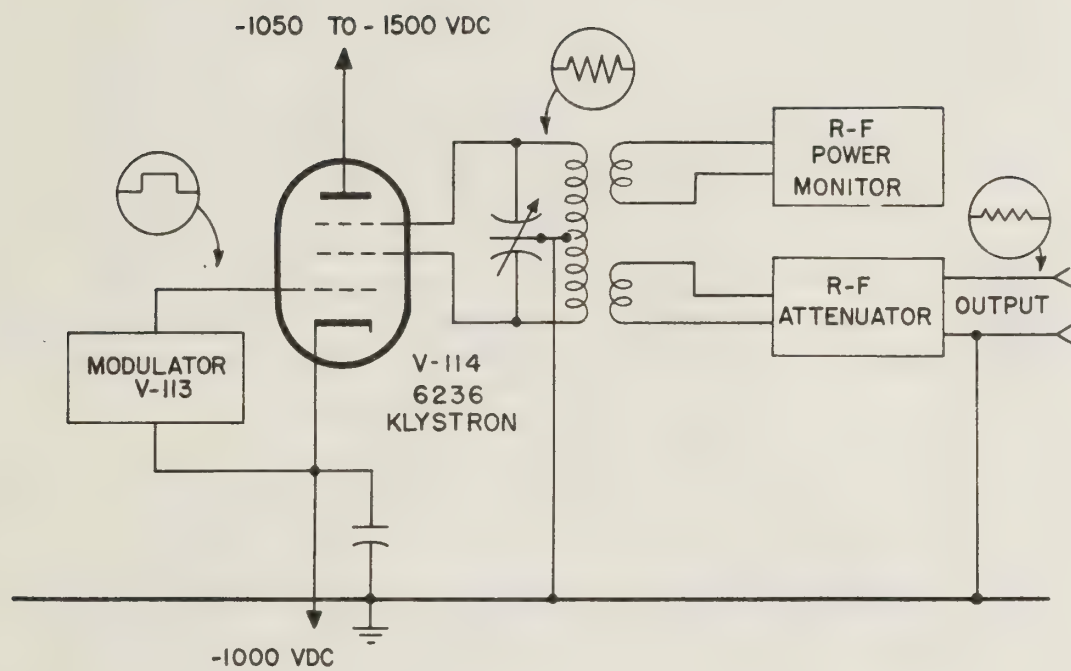 -1050 TO - 1500 VDC
R-F
POWER
MONITOR
R-F
ATTENUATOR
OUTPUT
MODULATOR
V-113
V-114
6236
KLYSTRON
-1000 VDC